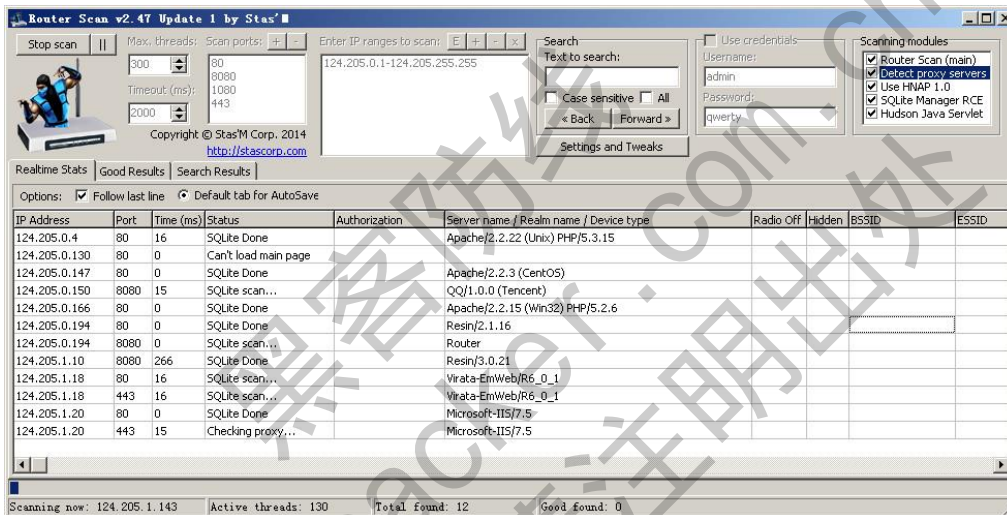 Router Scan v2.47 Update 1 by Stas'M
Stop scan
Max. threads:
Scan ports:
+
-
Enter IP ranges to scan:
E
+
-
x
300
80
8080
1080
443
124.205.0.1-124.205.255.255
Timeout (ms):
2000
Copyright © Stas'M Corp. 2014
http://stascorp.com
Search
Text to search:
Case sensitive
All
« Back
Forward »
Settings and Tweaks
Use credentials
Username:
admin
Password:
qwerty
Scanning modules
Router Scan (main)
Detect proxy servers
Use HNAP 1.0
SQLite Manager RCE
Hudson Java Servlet
Realtime Stats Good Results Search Results
Options: Follow last line Default tab for AutoSave
IP Address Port Time (ms) Status Authorization Server name / Realm name / Device type Radio Off Hidden BSSID ESSID
124.205.0.4 80 16 SQLite Done Apache/2.2.22 (Unix) PHP/5.3.15
124.205.0.130 80 0 Can't load main page
124.205.0.147 80 0 SQLite Done Apache/2.2.3 (CentOS)
124.205.0.150 8080 15 SQLite scan... QQ/1.0.0 (Tencent)
124.205.0.166 80 0 SQLite Done Apache/2.2.15 (Win32) PHP/5.2.6
124.205.0.194 80 0 SQLite Done Resin/2.1.16
124.205.0.194 8080 0 SQLite scan... Router
124.205.1.10 8080 266 SQLite Done Resin/3.0.21
124.205.1.18 80 16 SQLite scan... Virata-EmWeb/R6_0_1
124.205.1.18 443 16 SQLite scan... Virata-EmWeb/R6_0_1
124.205.1.20 80 0 SQLite Done Microsoft-IIS/7.5
124.205.1.20 443 15 Checking proxy... Microsoft-IIS/7.5
Scanning now: 124.205.1.143 Active threads: 130 Total found: 12 Good found: 0
黑客防线
acker.com.cn
注明出处